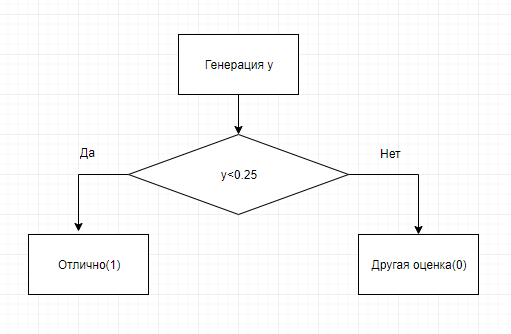 Генерация y
Да
Нет
y<0.25
Отлично(1)
Другая оценка(0)